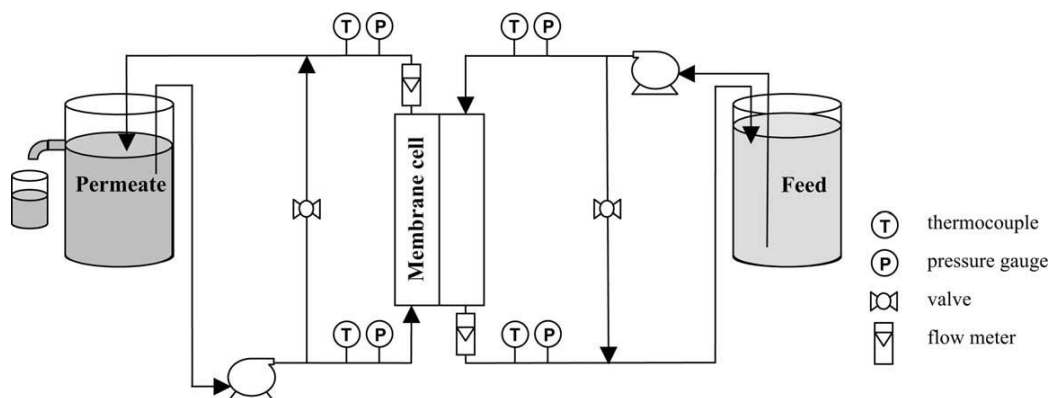 T P
T P
Permeate
Membrane cell
Feed
T P
T P
T thermocouple
P pressure gauge
valve
flow meter